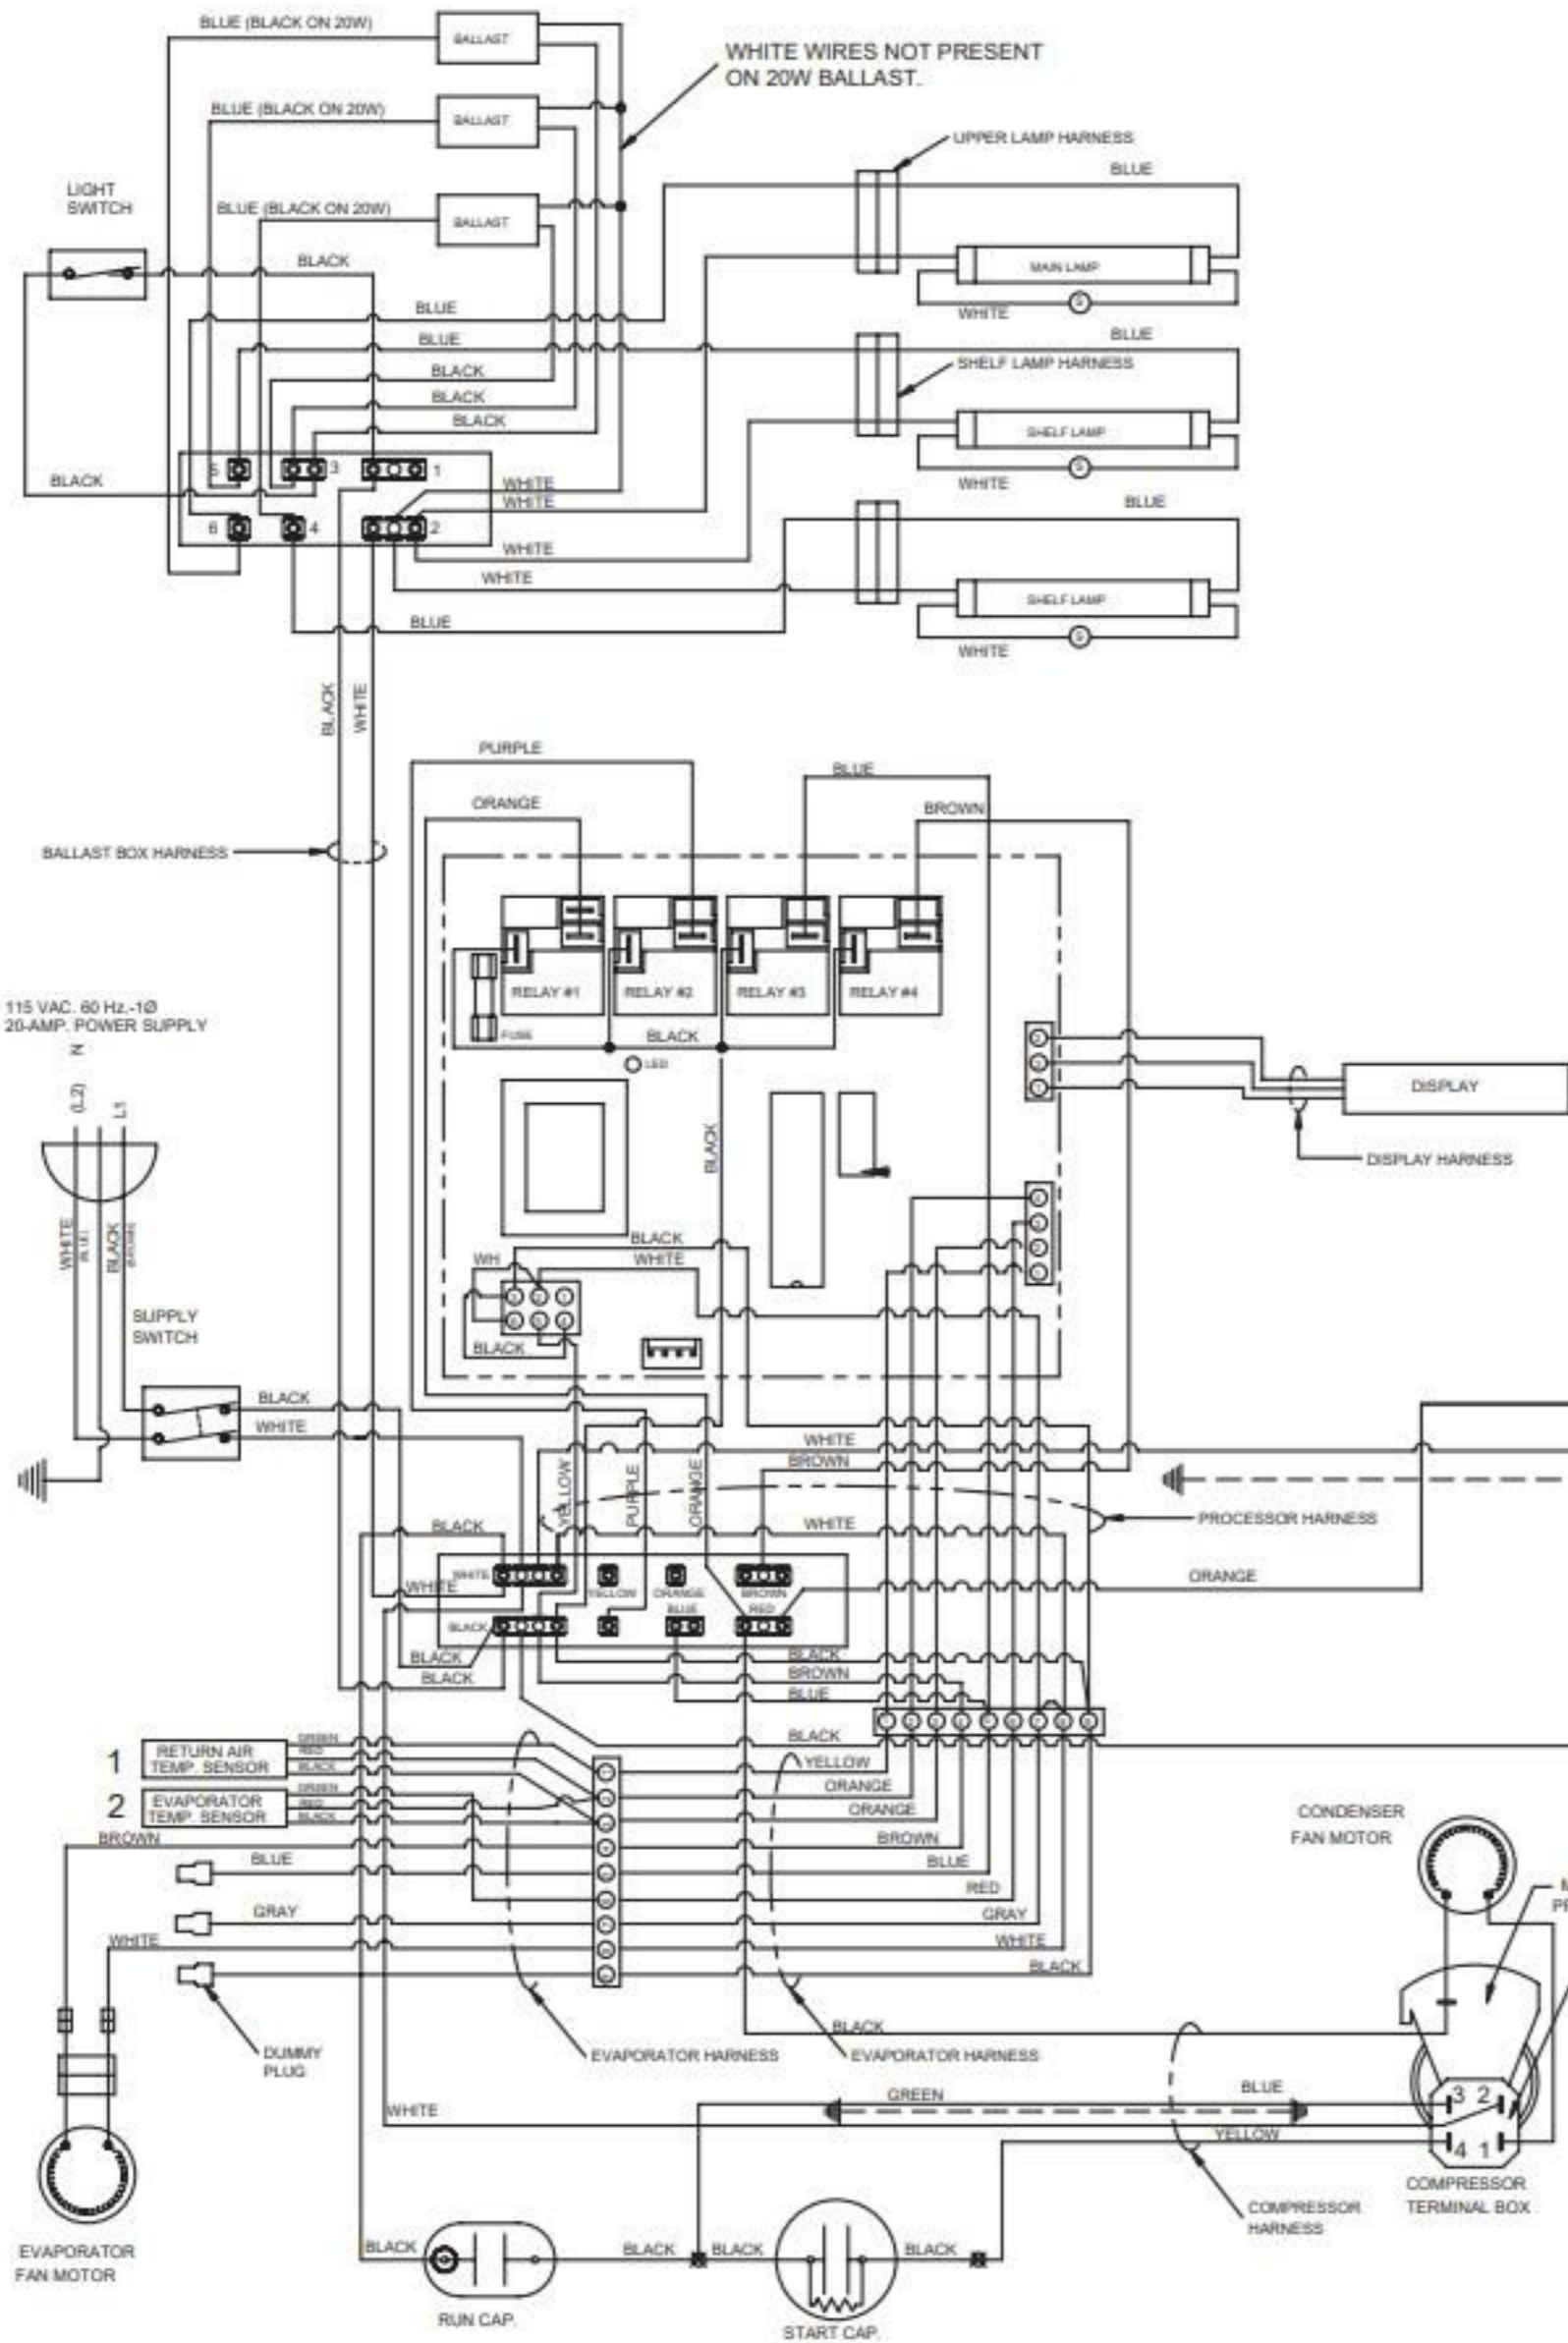 BLUE (BLACK ON 20W)
BALLAST
WHITE WIRES NOT PRESENT
ON 20W BALLAST.
BLUE (BLACK ON 20W)
BALLAST
UPPER LAMP HARNESS
BLUE
LIGHT
SWITCH
BLUE (BLACK ON 20W)
BALLAST
BLACK
MAIN LAMP
S
WHITE
BLUE
BLUE
BLUE
SHELF LAMP HARNESS
BLACK
BLACK
BLACK
SHELF LAMP
S
WHITE
5
3
1
BLACK
WHITE
WHITE
BLUE
6
4
2
WHITE
WHITE
SHELF LAMP
S
WHITE
BLUE
BLACK
WHITE
PURPLE
BLUE
ORANGE
BROWN
BALLAST BOX HARNESS
RELAY #1
RELAY #2
RELAY #3
RELAY #4
115 VAC. 60 Hz.-1Ø
20-AMP. POWER SUPPLY
FUSE
BLACK
LED
N
(L2)
L1
DISPLAY
DISPLAY HARNESS
BLACK
WHITE
(BLUE)
BLACK
(BROWN)
BLACK
WH
WHITE
SUPPLY
SWITCH
BLACK
BLACK
WHITE
WHITE
BROWN
YELLOW
PURPLE
ORANGE
PROCESSOR HARNESS
BLACK
WHITE
WHITE
WHITE
YELLOW
ORANGE
BROWN
ORANGE
BLUE
RED
BLACK
BLACK
BLACK
BLACK
BROWN
BLUE
BLACK
1
RETURN AIR
TEMP. SENSOR
GREEN
RED
BLACK
YELLOW
2
EVAPORATOR
TEMP. SENSOR
GREEN
RED
BLACK
ORANGE
ORANGE
CONDENSER
FAN MOTOR
BROWN
BROWN
BLUE
BLUE
RED
GRAY
GRAY
WHITE
WHITE
BLACK
BLACK
DUMMY
PLUG
EVAPORATOR HARNESS
EVAPORATOR HARNESS
GREEN
BLUE
WHITE
3 2
4 1
YELLOW
COMPRESSOR
TERMINAL BOX
COMPRESSOR
HARNESS
EVAPORATOR
FAN MOTOR
BLACK
BLACK
BLACK
BLACK
RUN CAP.
START CAP.